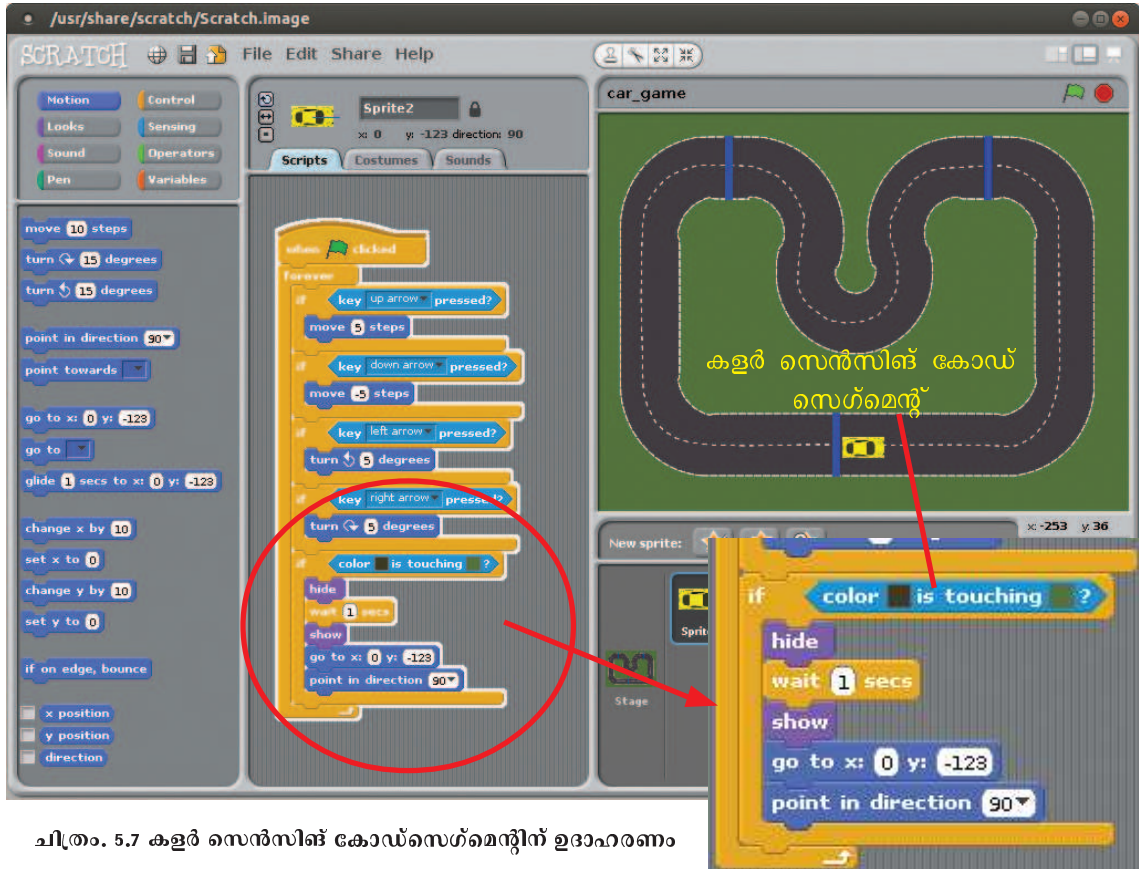 /usr/share/scratch/Scratch.image
SCRATCH File Edit Share Help
Motion Control
Looks Sensing
Sound Operators
Pen Variables
move 10 steps
turn 15 degrees
turn 15 degrees
point in direction 90
point towards
go to x: 0 y: -123
go to
glide 1 secs to x: 0 y: -123
change x by 10
set x to 0
change y by 10
set y to 0
if on edge, bounce
x position
y position
direction
Sprite2
x: 0 y: -123 direction: 90
Scripts Costumes Sounds
when clicked
forever
if key up arrow pressed?
move 5 steps
if key down arrow pressed?
move -5 steps
if key left arrow pressed?
turn 5 degrees
if key right arrow pressed?
turn 5 degrees
if color is touching ?
hide
wait 1 secs
show
go to x: 0 y: -123
point in direction 90
car_game
കളർ സെൻസിങ് കോഡ്
സെഗ്മെന്റ്
x: -253 y: 36
New sprite:
Stage
if color is touching ?
hide
wait 1 secs
show
go to x: 0 y: -123
point in direction 90
ചിത്രം. 5.7 കളർ സെൻസിങ് കോഡ്സെഗ്മെന്റിന് ഉദാഹരണം